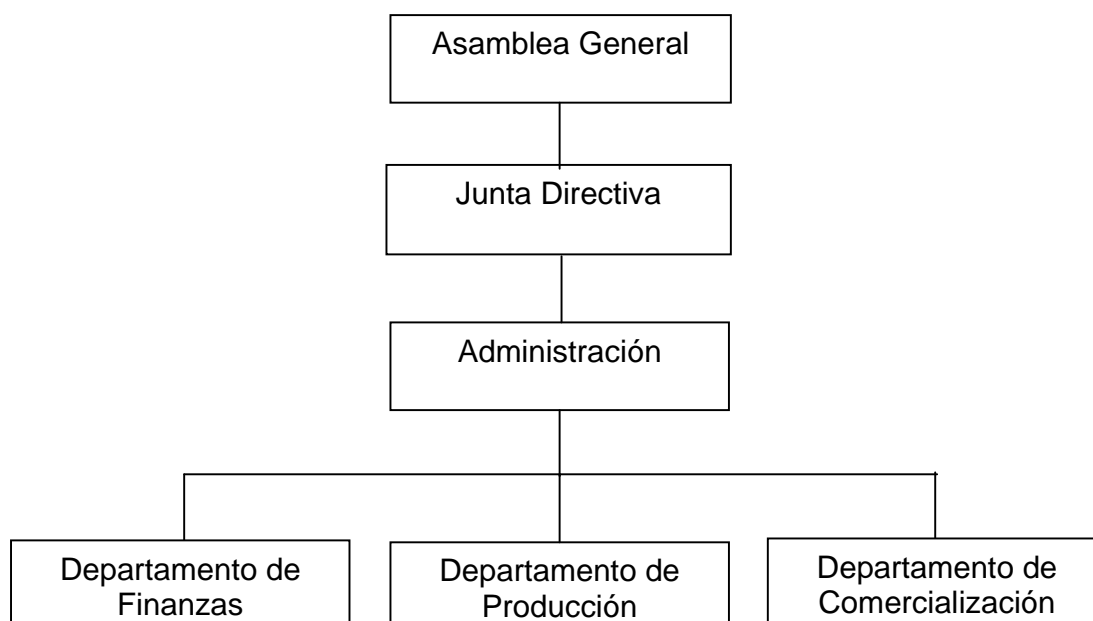 Asamblea General
Junta Directiva
Administración
Departamento de
Finanzas
Departamento de
Producción
Departamento de
Comercialización